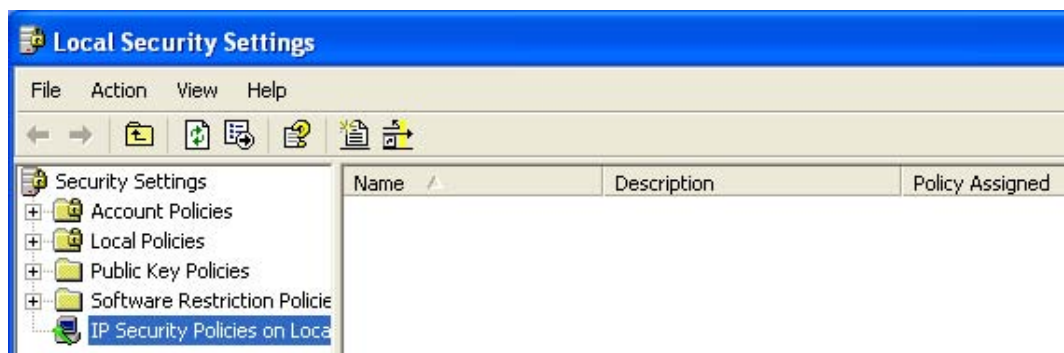 Local Security Settings
File Action View Help
Security Settings
Account Policies
Local Policies
Public Key Policies
Software Restriction Policie
IP Security Policies on Loca
Name Description Policy Assigned